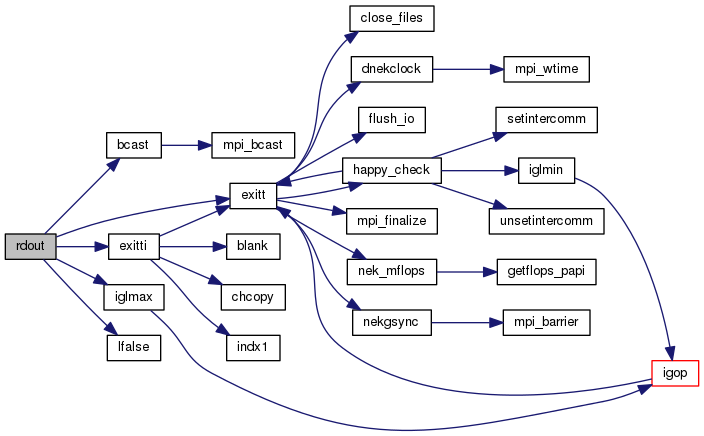 close_files
dnekclock
mpi_wtime
flush_io
setintercomm
bcast
mpi_bcast
happy_check
iglmin
exitt
mpi_finalize
unsetintercomm
rdout
exitti
blank
nek_mflops
getflops_papi
iglmax
chcopy
nekgsync
mpi_barrier
lfalse
indx1
igop